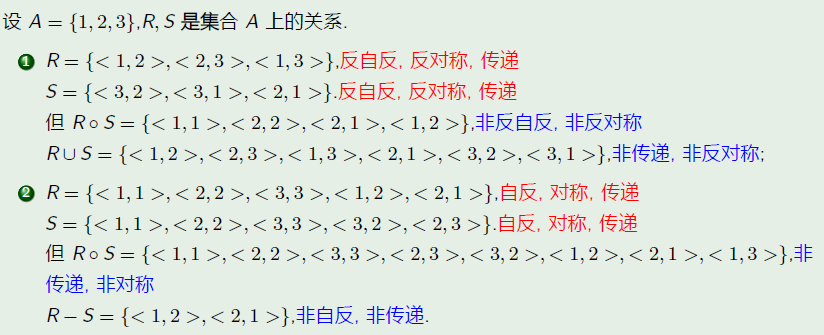 设 A = {1, 2, 3},R, S 是集合 A 上的关系.
1 R = {< 1, 2 >, < 2, 3 >, < 1, 3 >},反自反, 反对称, 传递
S = {< 3, 2 >, < 3, 1 >, < 2, 1 >}.反自反, 反对称, 传递
但 R ∘ S = {< 1, 1 >, < 2, 2 >, < 2, 1 >, < 1, 2 >},非反自反, 非反对称
R ∪ S = {< 1, 2 >, < 2, 3 >, < 1, 3 >, < 2, 1 >, < 3, 2 >, < 3, 1 >},非传递, 非反对称;
2 R = {< 1, 1 >, < 2, 2 >, < 3, 3 >, < 1, 2 >, < 2, 1 >},自反, 对称, 传递
S = {< 1, 1 >, < 2, 2 >, < 3, 3 >, < 3, 2 >, < 2, 3 >}.自反, 对称, 传递
但 R ∘ S = {< 1, 1 >, < 2, 2 >, < 3, 3 >, < 2, 3 >, < 3, 2 >, < 1, 2 >, < 2, 1 >, < 1, 3 >},非
传递, 非对称
R − S = {< 1, 2 >, < 2, 1 >},非自反, 非传递.